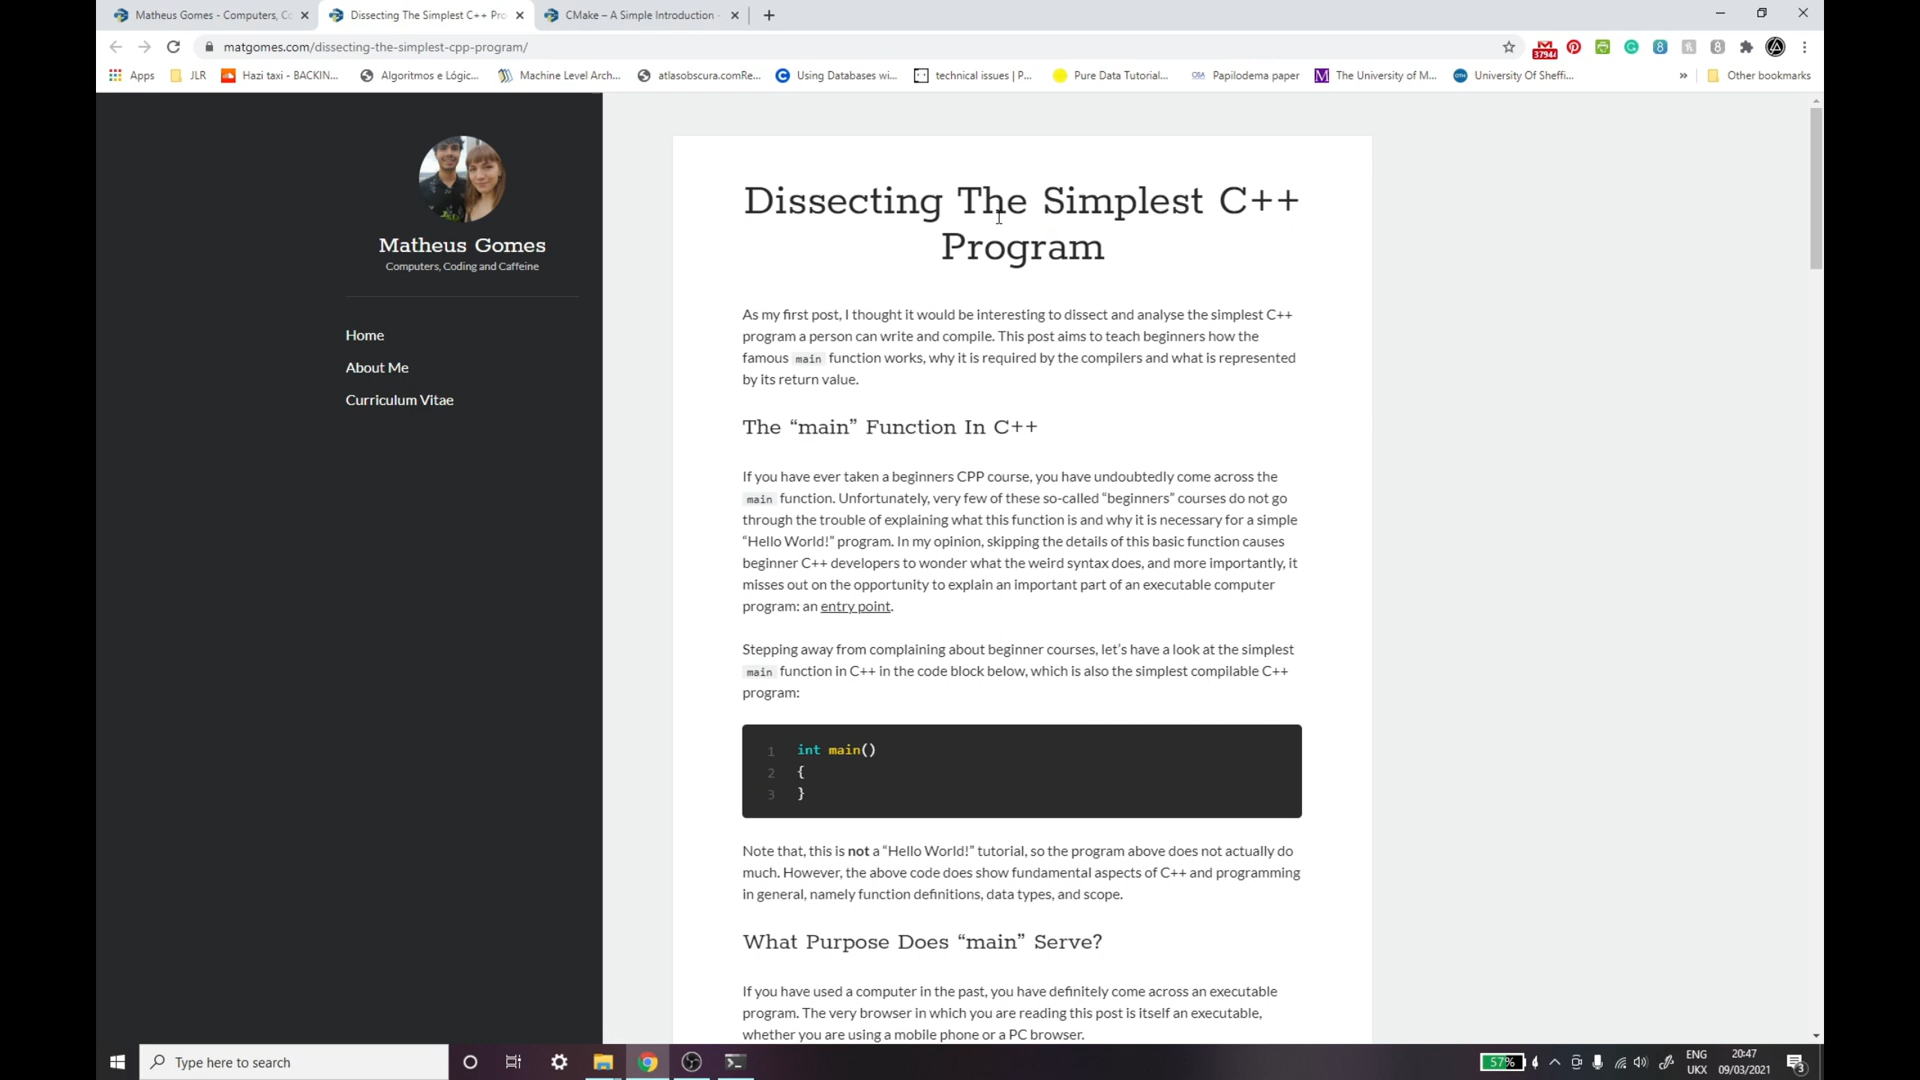 Matheus Gomes - Computers, Cc
Dissecting The Simplest C++ Pro
CMake – A Simple Introduction -
matgomes.com/dissecting-the-simplest-cpp-program/
37944
8
8
Apps
JLR
Hazi taxi - BACKIN...
Algoritmos e Lógic...
Machine Level Arch...
atlasobscura.comRe...
Using Databases wi...
technical issues | P...
Pure Data Tutorial...
Papilodema paper
The University of M...
University Of Sheffi...
»
Other bookmarks
Matheus Gomes
Computers, Coding and Caffeine
Home
About Me
Curriculum Vitae
Dissecting The Simplest C++
Program
As my first post, I thought it would be interesting to dissect and analyse the simplest C++
program a person can write and compile. This post aims to teach beginners how the
famous main function works, why it is required by the compilers and what is represented
by its return value.
The “main” Function In C++
If you have ever taken a beginners CPP course, you have undoubtedly come across the
main function. Unfortunately, very few of these so-called “beginners” courses do not go
through the trouble of explaining what this function is and why it is necessary for a simple
“Hello World!” program. In my opinion, skipping the details of this basic function causes
beginner C++ developers to wonder what the weird syntax does, and more importantly, it
misses out on the opportunity to explain an important part of an executable computer
program: an entry point.
Stepping away from complaining about beginner courses, let’s have a look at the simplest
main function in C++ in the code block below, which is also the simplest compilable C++
program:
1 int main()
2 {
3 }
Note that, this is not a “Hello World!” tutorial, so the program above does not actually do
much. However, the above code does show fundamental aspects of C++ and programming
in general, namely function definitions, data types, and scope.
What Purpose Does “main” Serve?
If you have used a computer in the past, you have definitely come across an executable
program. The very browser in which you are reading this post is itself an executable,
whether you are using a mobile phone or a PC browser.
Type here to search
57%
ENG
UKX
20:47
09/03/2021
3